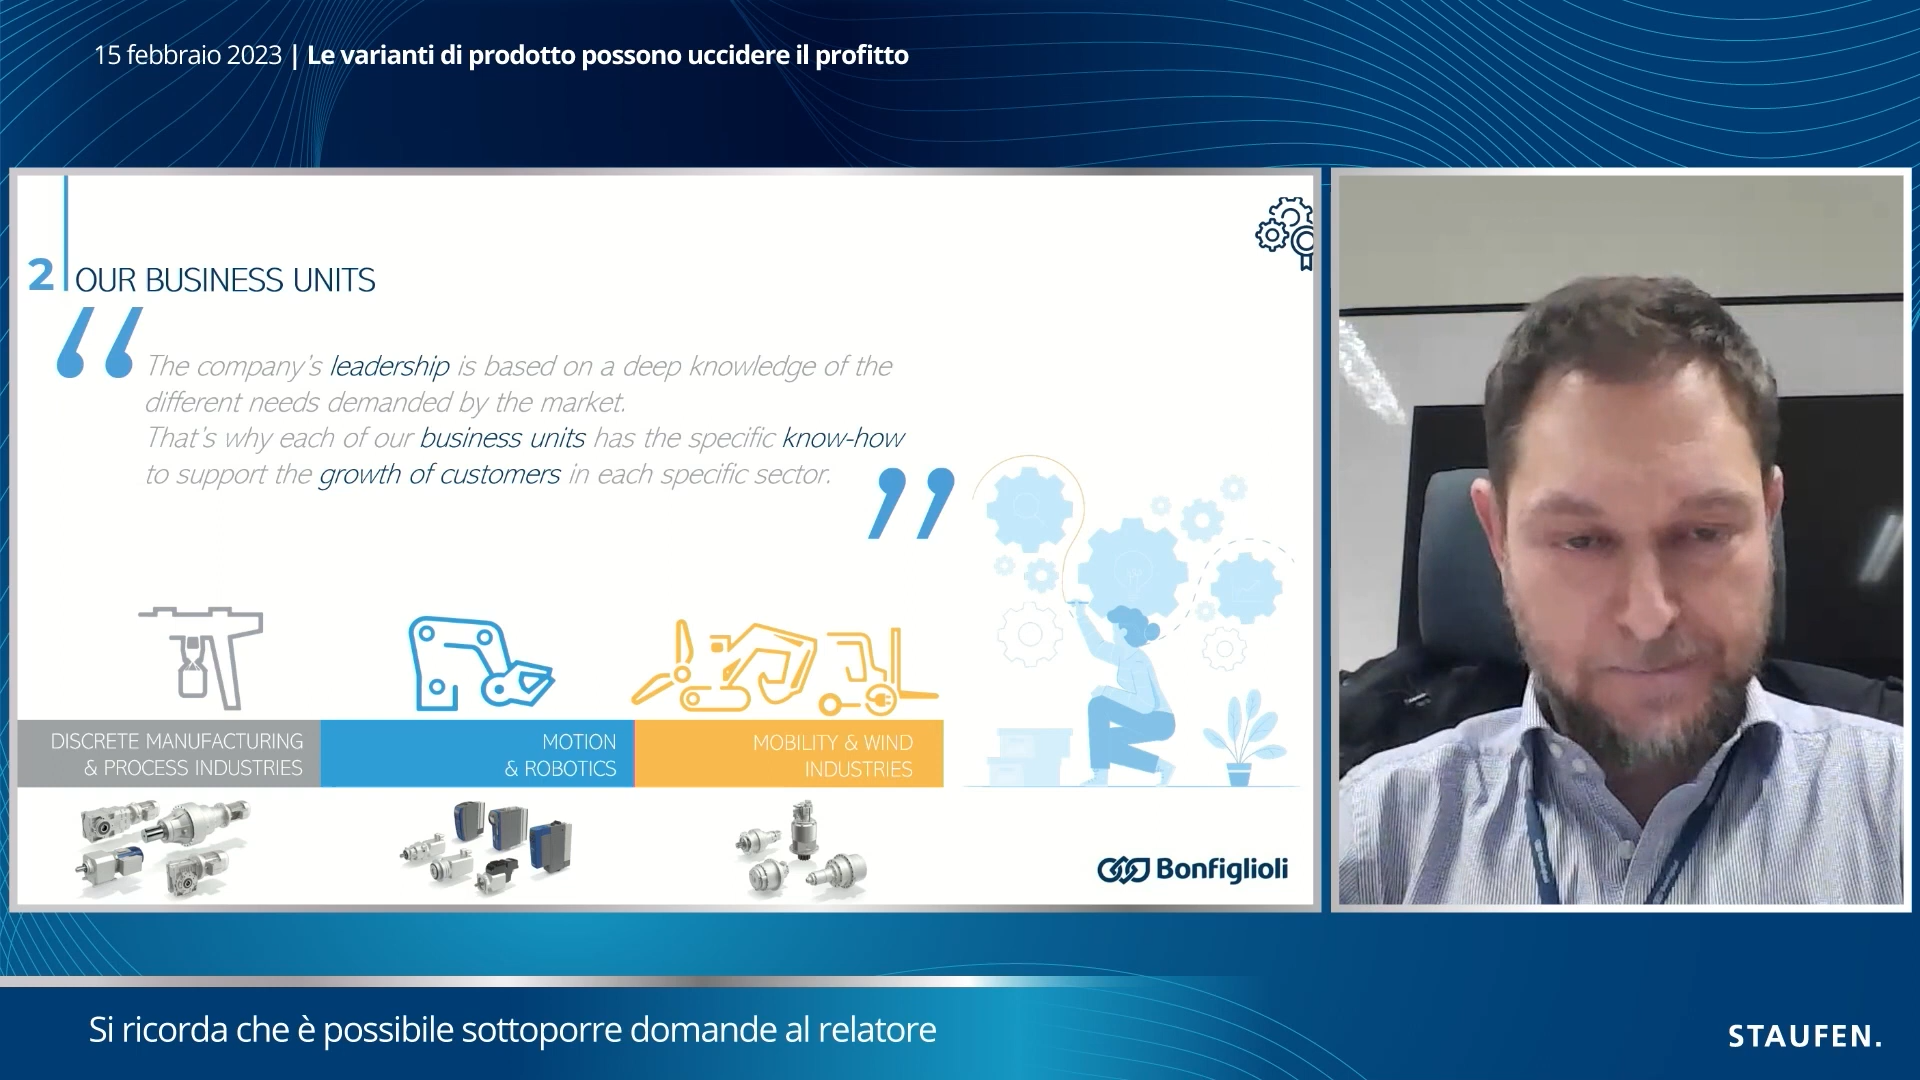 15 febbraio 2023 | Le varianti di prodotto possono uccidere il profitto
2 OUR BUSINESS UNITS
“The company's leadership is based on a deep knowledge of the
different needs demanded by the market.
That's why each of our business units has the specific know-how
to support the growth of customers in each specific sector.”
DISCRETE MANUFACTURING
& PROCESS INDUSTRIES
MOTION
& ROBOTICS
MOBILITY & WIND
INDUSTRIES
Bonfiglioli
Si ricorda che è possibile sottoporre domande al relatore
STAUFEN.